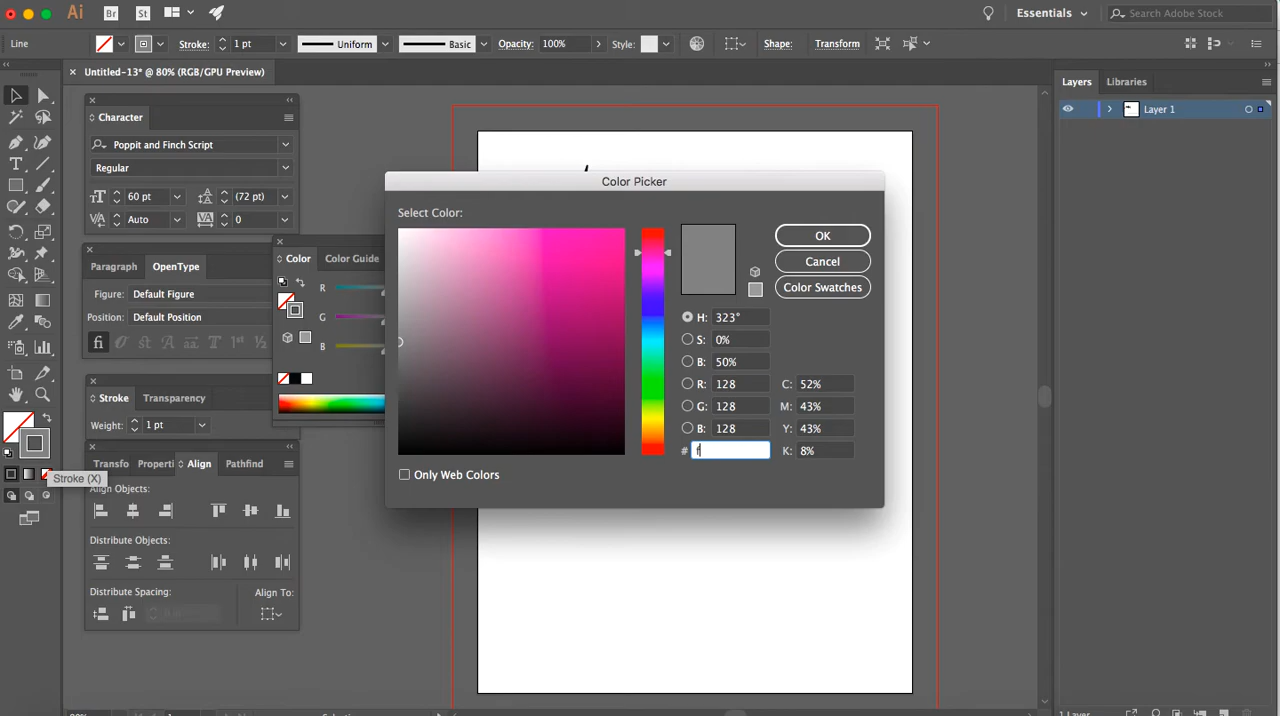 Ai Br St Essentials Search Adobe Stock
Line Stroke: 1 pt Uniform Basic Opacity: 100% Style: Shape: Transform
× Untitled-13* @ 80% (RGB/GPU Preview) Layers Libraries
Layer 1
Character
Poppit and Finch Script
Regular
60 pt (72 pt)
Auto 0
Paragraph OpenType
Figure: Default Figure
Position: Default Position
Color Color Guide
R
G
B
Stroke Transparency
Weight: 1 pt
Transfo Properti Align Pathfind
Stroke (X)
Align Objects:
Distribute Objects:
Distribute Spacing: Align To:
Color Picker
Select Color:
OK
Cancel
Color Swatches
H: 323°
S: 0%
B: 50%
R: 128 C: 52%
G: 128 M: 43%
B: 128 Y: 43%
# f K: 8%
Only Web Colors